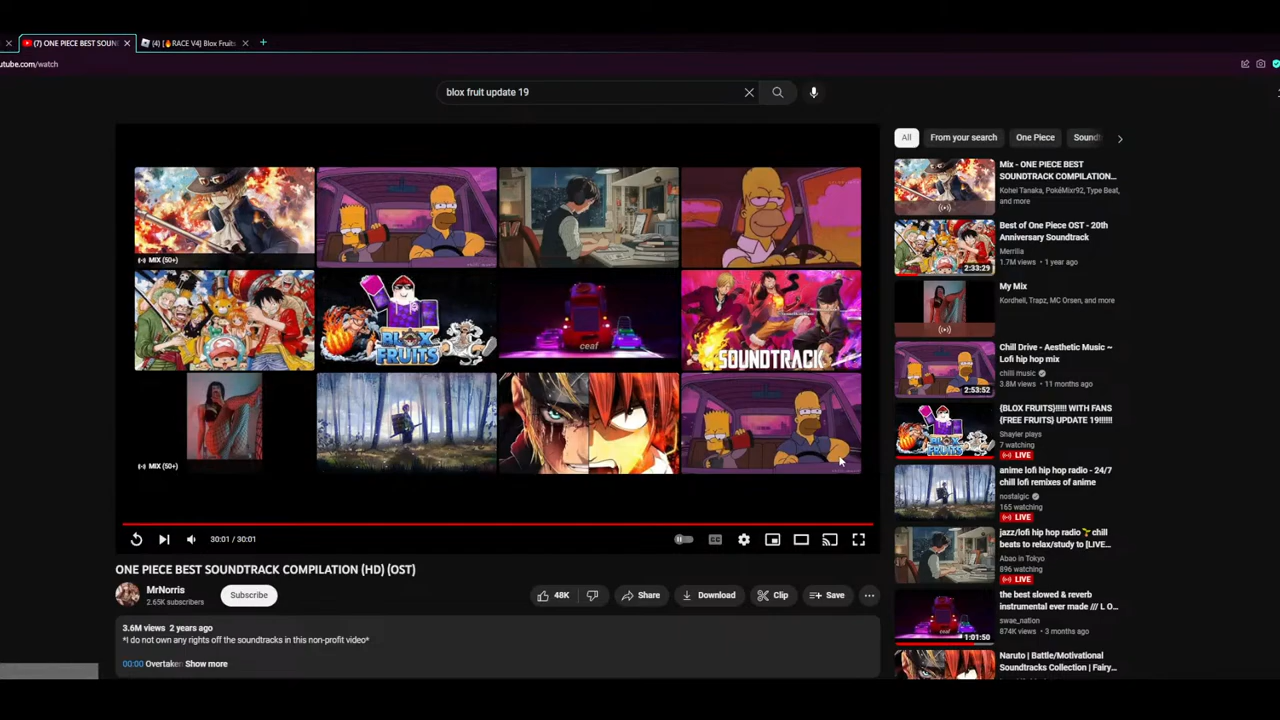 (7) ONE PIECE BEST SOUN
(4) [🔥RACE V4] Blox Fruits
utube.com/watch
blox fruit update 19
All
From your search
One Piece
Sound
MIX (50+)
BLOX
FRUITS
ceaf
SOUNDTRACK
MIX (50+)
30:01 / 30:01
ONE PIECE BEST SOUNDTRACK COMPILATION (HD) (OST)
MrNorris
2.65K subscribers
Subscribe
48K
Share
Download
Clip
Save
3.6M views 2 years ago
*I do not own any rights off the soundtracks in this non-profit video*
00:00 Overtaken Show more
Mix - ONE PIECE BEST
SOUNDTRACK COMPILATION...
Kohei Tanaka, PokéMixr92, Type Beat,
and more
Best of One Piece OST - 20th
Anniversary Soundtrack
Merrilla
1.7M views • 1 year ago
2:33:29
My Mix
Kordhell, Trapz, MC Orsen, and more
Chill Drive - Aesthetic Music ~
Lofi hip hop mix
chilli music
3.8M views • 11 months ago
2:53:52
{BLOX FRUITS}!!!!! WITH FANS
{FREE FRUITS} UPDATE 19!!!!!!
Shayler plays
7 watching
LIVE
BLOX
FRUITS
anime lofi hip hop radio - 24/7
chill lofi remixes of anime
nostalgic
165 watching
LIVE
jazz/lofi hip hop radio🌱chill
beats to relax/study to [LIVE...
Abao in Tokyo
896 watching
LIVE
the best slowed & reverb
instrumental ever made /// L O...
swae_nation
874K views • 3 months ago
1:01:50
Naruto | Battle/Motivational
Soundtracks Collection | Fairy...